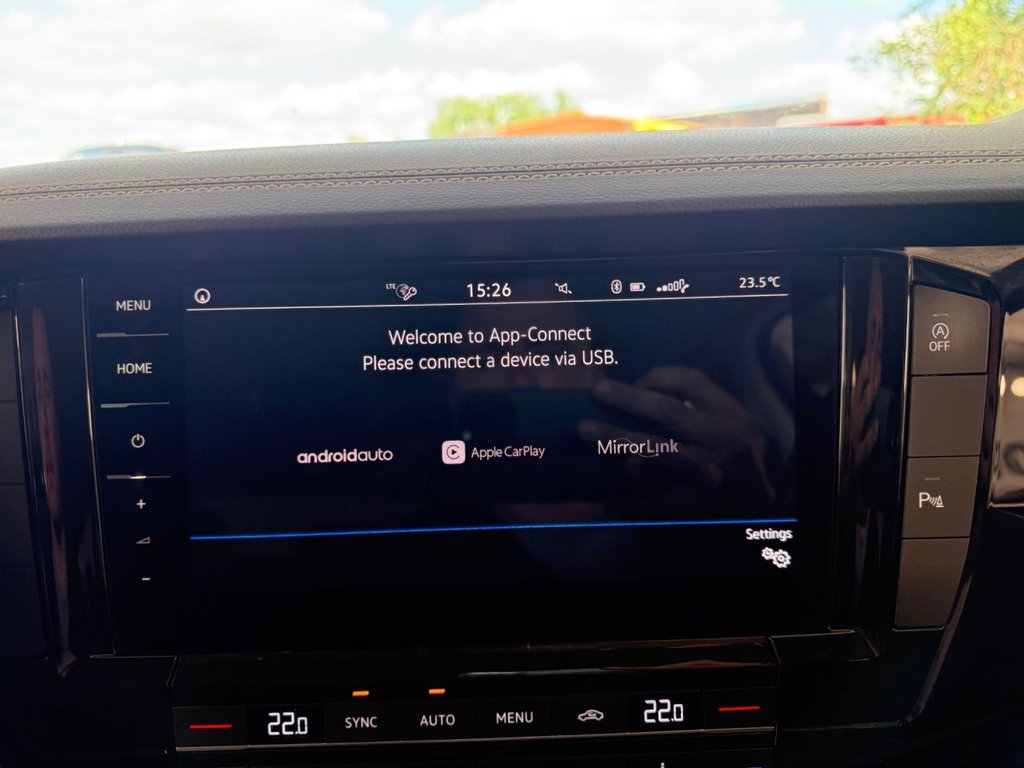 MENU
HOME
+
-
LTE 15:26 23.5°C
Welcome to App-Connect
Please connect a device via USB.
androidauto Apple CarPlay MirrorLink
Settings
A
OFF
P
22.0 SYNC AUTO MENU 22.0